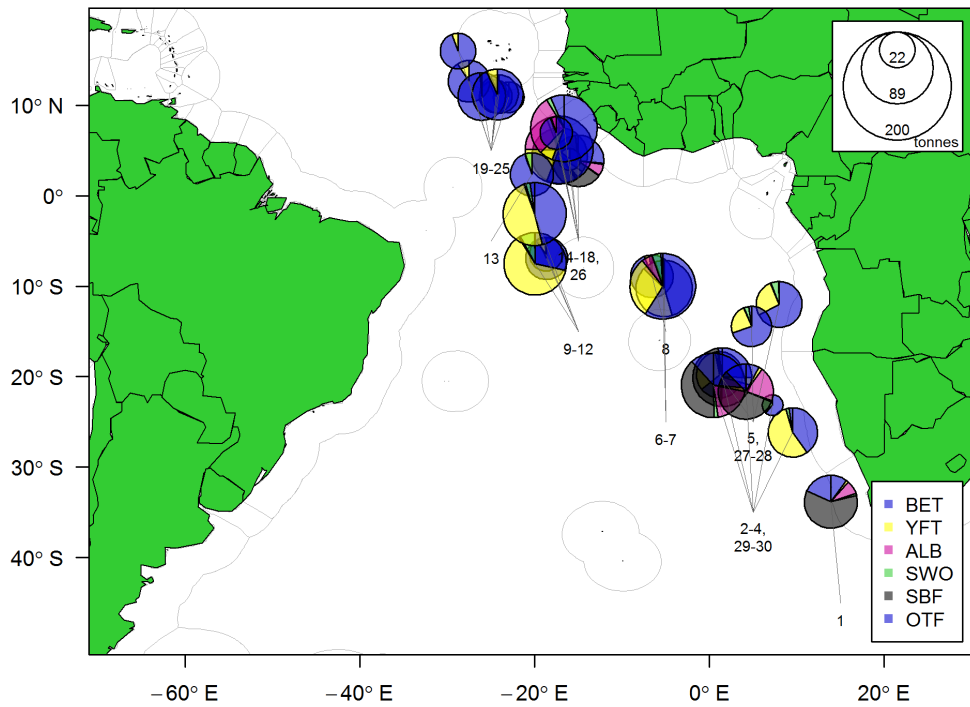 22
89
200
tonnes
10° N
0°
10° S
20° S
30° S
40° S
19-25
13
14-18,
26
9-12
8
6-7
5,
27-28
2-4,
29-30
1
BET
YFT
ALB
SWO
SBF
OTF
−60° E
−40° E
−20° E
0° E
20° E